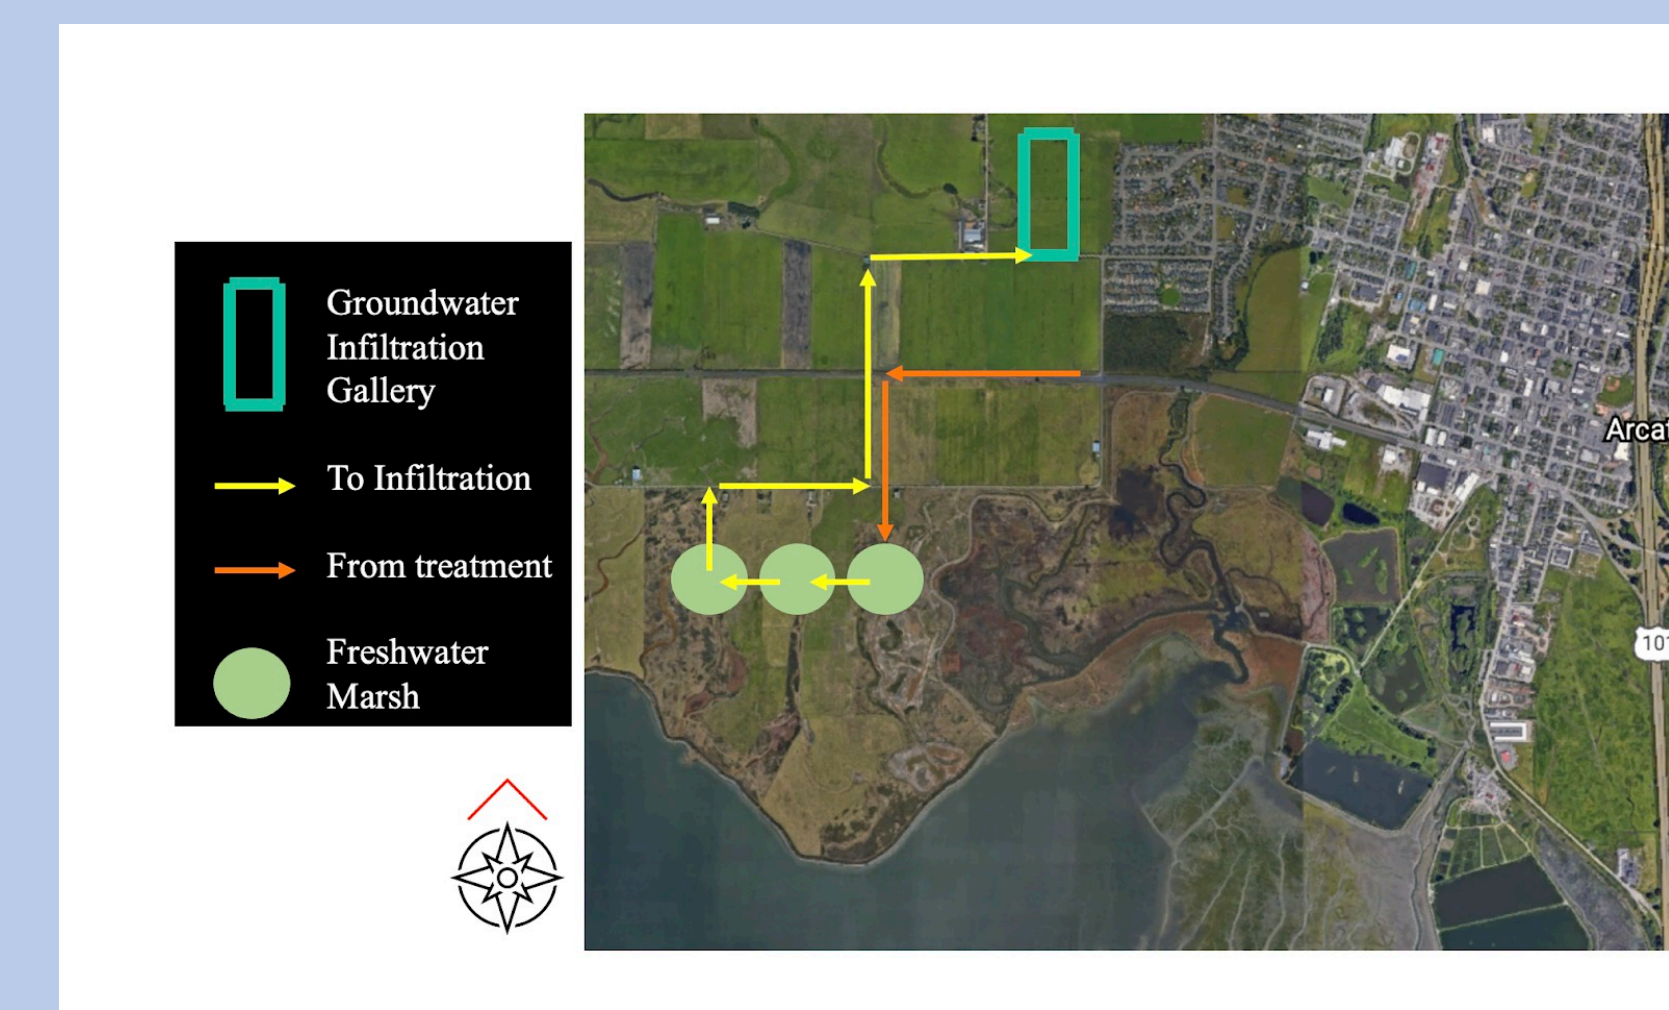 Groundwater
Infiltration
Gallery
To Infiltration
From treatment
Freshwater
Marsh